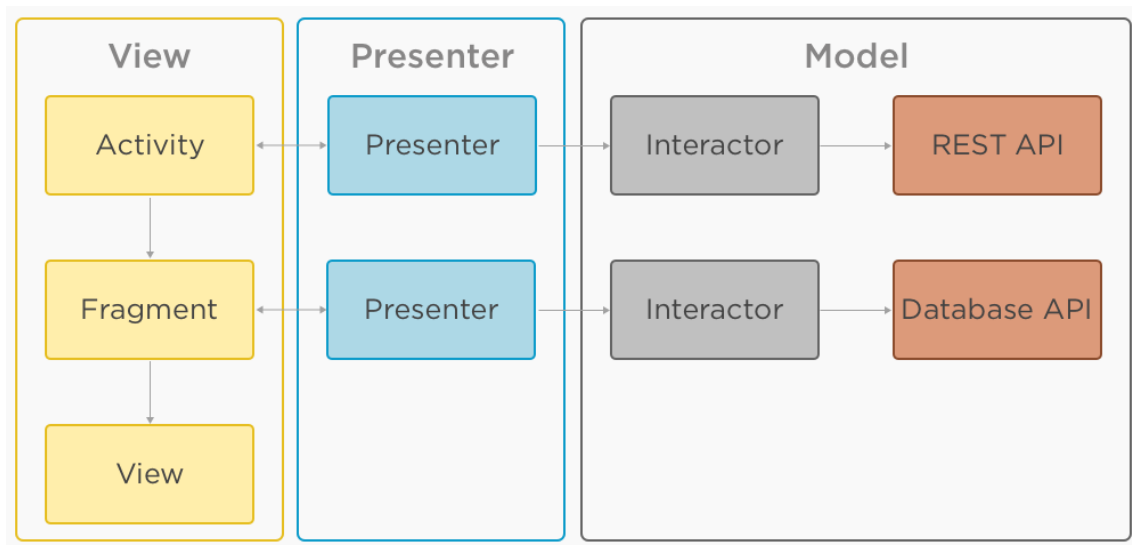 View
Presenter
Model
Activity
Presenter
Interactor
REST API
Fragment
Presenter
Interactor
Database API
View